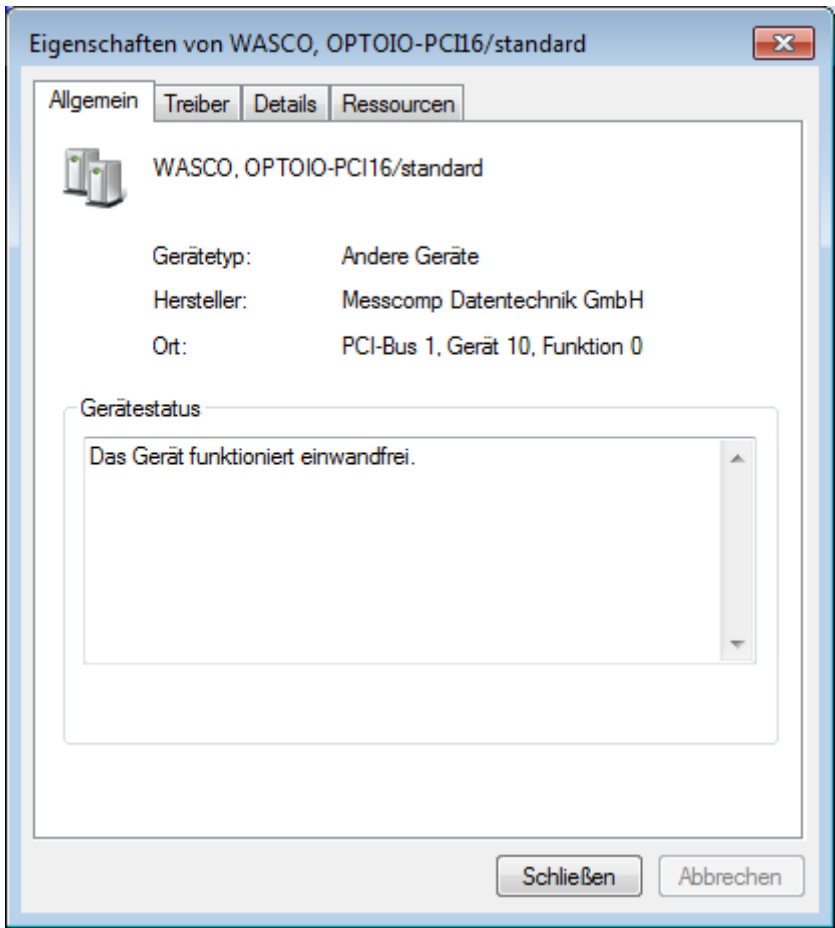 Eigenschaften von WASCO, OPTOIO-PCI16/standard
Allgemein Treiber Details Ressourcen
WASCO, OPTOIO-PCI16/standard
Gerätetyp: Andere Geräte
Hersteller: Messcomp Datentechnik GmbH
Ort: PCI-Bus 1, Gerät 10, Funktion 0
Gerätestatus
Das Gerät funktioniert einwandfrei.
Schließen Abbrechen